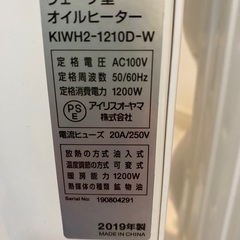 ウェーブ型
オイルヒーター
KIWH2-1210D-W
定格電圧 AC100V
定格周波数 50/60Hz
定格消費電力 1200W
PSE
アイリスオーヤマ
株式会社
電流ヒューズ 20A/250V
放熱の方式 油入式
温度調節の方式 可変式
暖房能力 1200W
熱媒体の種類 鉱物油
Serial No: 190804291
2019年製
MADE IN CHINA